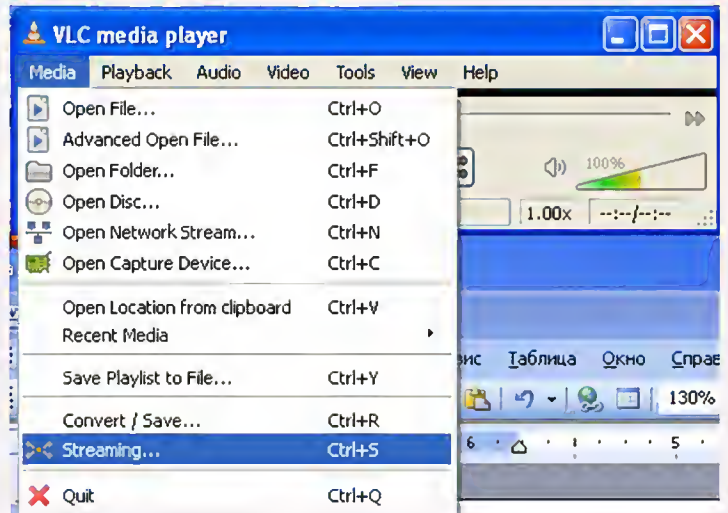 VLC media player
Media Playback Audio Video Tools View Help
Open File... Ctrl+O
Advanced Open File... Ctrl+Shift+O
100%
Open Folder... Ctrl+F
Open Disc... Ctrl+D
1.00x --:--/--:--
Open Network Stream... Ctrl+N
Open Capture Device... Ctrl+C
Open Location from clipboard Ctrl+V
Recent Media
Таблица Окно
Save Playlist to File... Ctrl+Y
130%
Convert / Save... Ctrl+R
Streaming... Ctrl+S
6 1 5
Quit Ctrl+Q